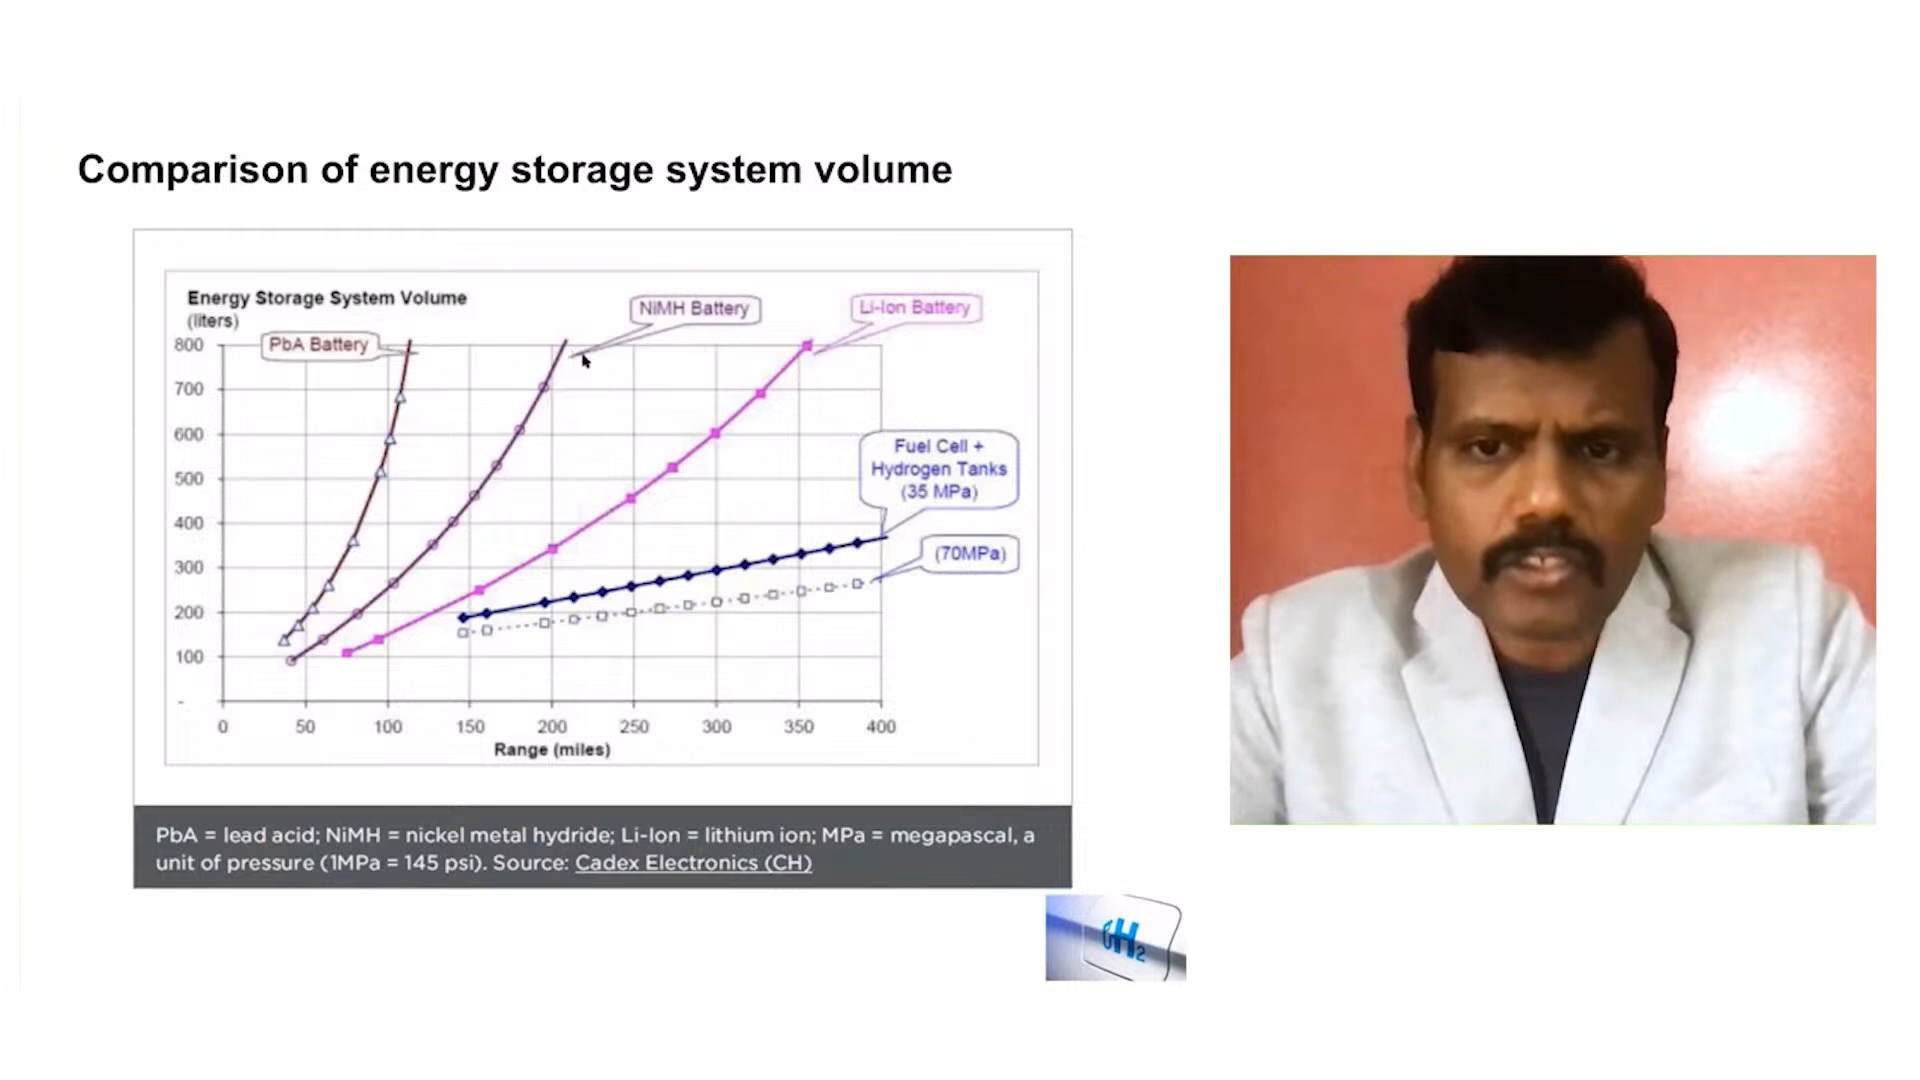 Comparison of energy storage system volume
Energy Storage System Volume
(liters)
NiMH Battery
Li-Ion Battery
PbA Battery
800
700
600
500
400
300
200
100
-
Fuel Cell +
Hydrogen Tanks
(35 MPa)
(70MPa)
0 50 100 150 200 250 300 350 400
Range (miles)
PbA = lead acid; NiMH = nickel metal hydride; Li-Ion = lithium ion; MPa = megapascal, a
unit of pressure (1MPa = 145 psi). Source: Cadex Electronics (CH)
H2